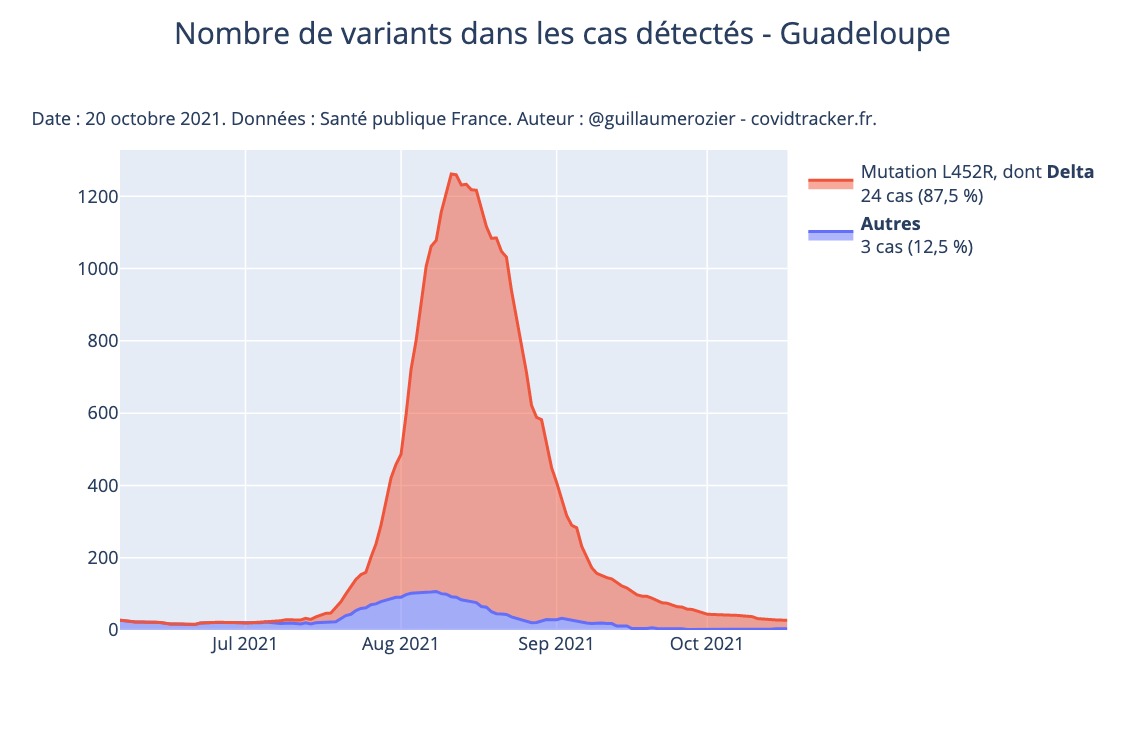 Nombre de variants dans les cas détectés - Guadeloupe
Date : 20 octobre 2021. Données : Santé publique France. Auteur : @guillaumerozier - covidtracker.fr.
Mutation L452R, dont Delta
24 cas (87,5 %)
Autres
3 cas (12,5 %)
1200
1000
800
600
400
200
0
Jul 2021 Aug 2021 Sep 2021 Oct 2021